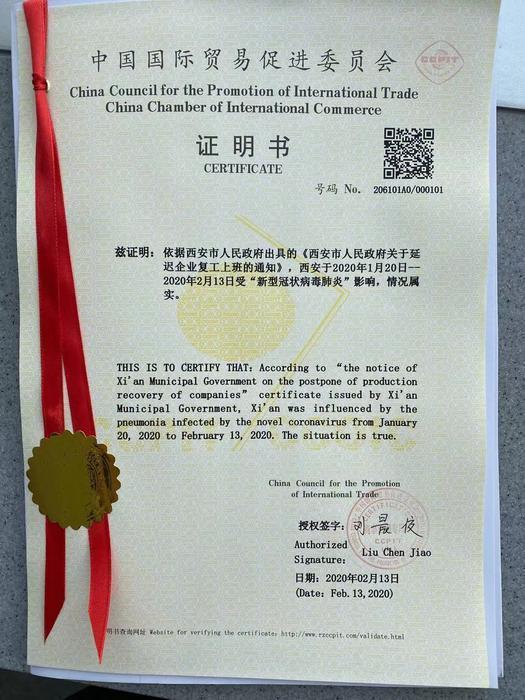 中国国际贸易促进委员会
CCPIT
China Council for the Promotion of International Trade
China Chamber of International Commerce
证明书
CERTIFICATE
号码 No. 206101A0/000101
兹证明：依据西安市人民政府出具的《西安市人民政府关于延
迟企业复工上班的通知》，西安于2020年1月20日--
2020年2月13日受“新型冠状病毒肺炎”影响，情况属
实。
THIS IS TO CERTIFY THAT: According to “the notice of
Xi'an Municipal Government on the postpone of production
recovery of companies” certificate issued by Xi'an
Municipal Government, Xi'an was influenced by the
pneumonia infected by the novel coronavirus from January
20, 2020 to February 13, 2020. The situation is true.
China Council for the Promotion
of International Trade
授权签字：
Authorized
Signature: Liu Chen Jiao
CCPIT
日期：2020年02月13日
(Date: Feb.13,2020)
明书查询网址 Website for verifying the certificate: http://www.rzccpit.com/validate.html